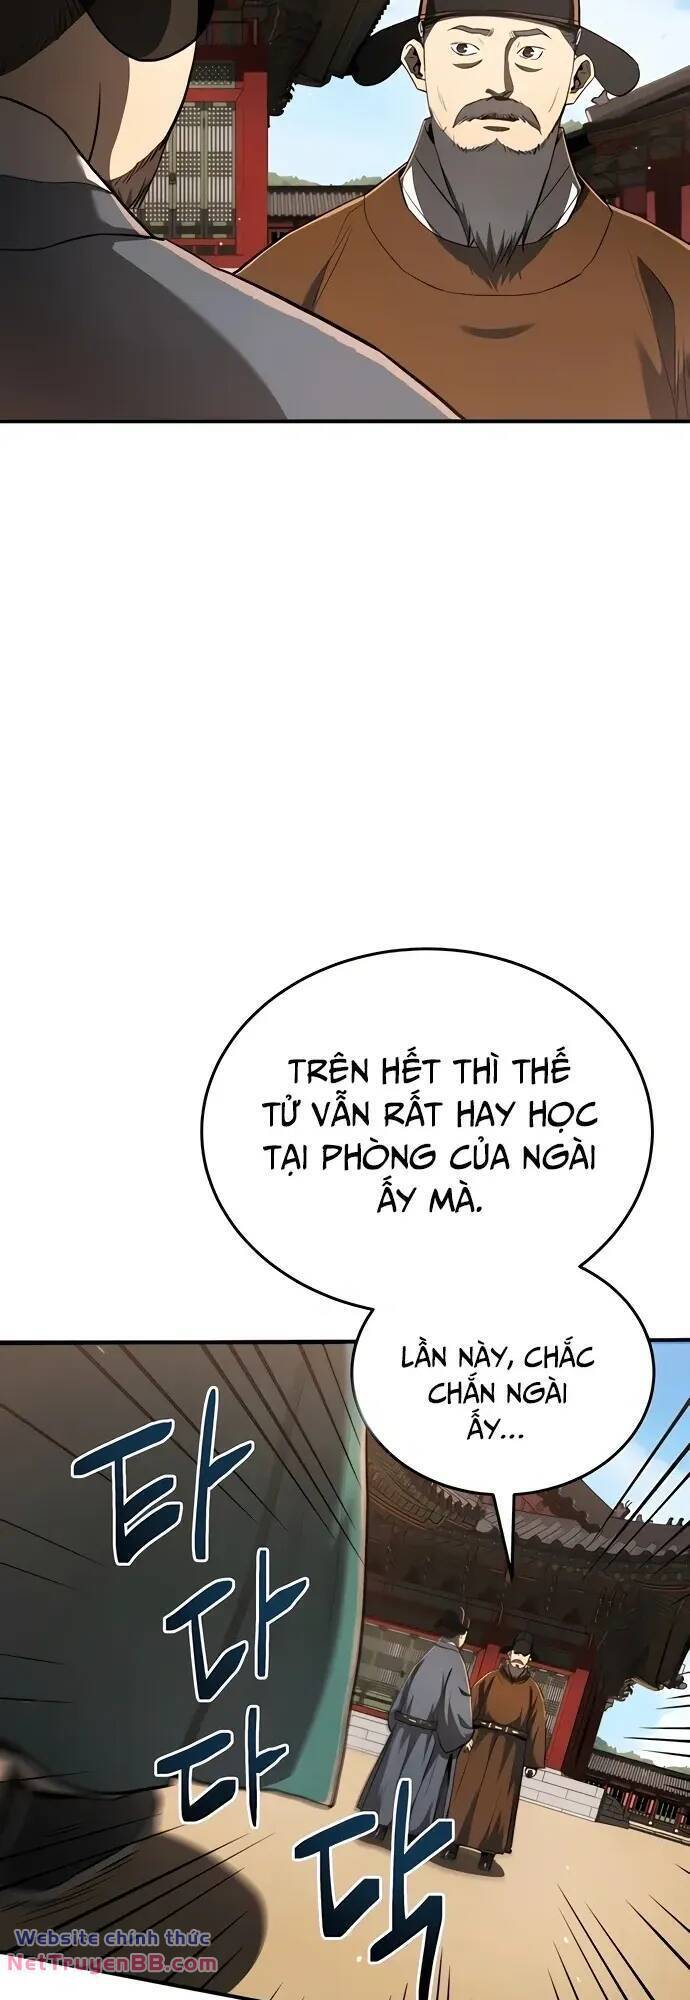 TRÊN HẾT THÌ THẾ
TỬ VẪN RẤT HAY HỌC
TẠI PHÒNG CỦA NGÀI
ẤY MÀ.
LẦN NÀY, CHẮC
CHẮN NGÀI
ẤY...
타
다
다
닥
Website chính thức
NetTruyenBB.com